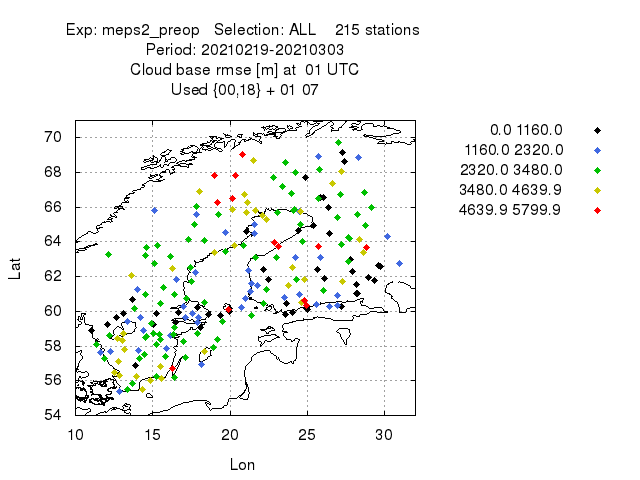 Exp: meps2_preop   Selection: ALL    215 stations
Period: 20210219-20210303
Cloud base rmse [m] at  01 UTC
Used {00,18} + 01 07
0.0 1160.0
1160.0 2320.0
2320.0 3480.0
3480.0 4639.9
4639.9 5799.9
70
68
66
64
62
60
58
56
54
Lat
10 15 20 25 30
Lon